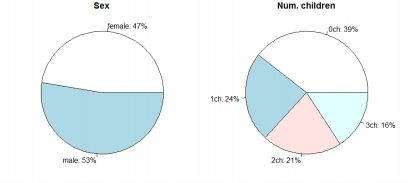 Sex
female: 47%
male: 53%
Num. children
0ch: 39%
1ch: 24%
2ch: 21%
3ch: 16%